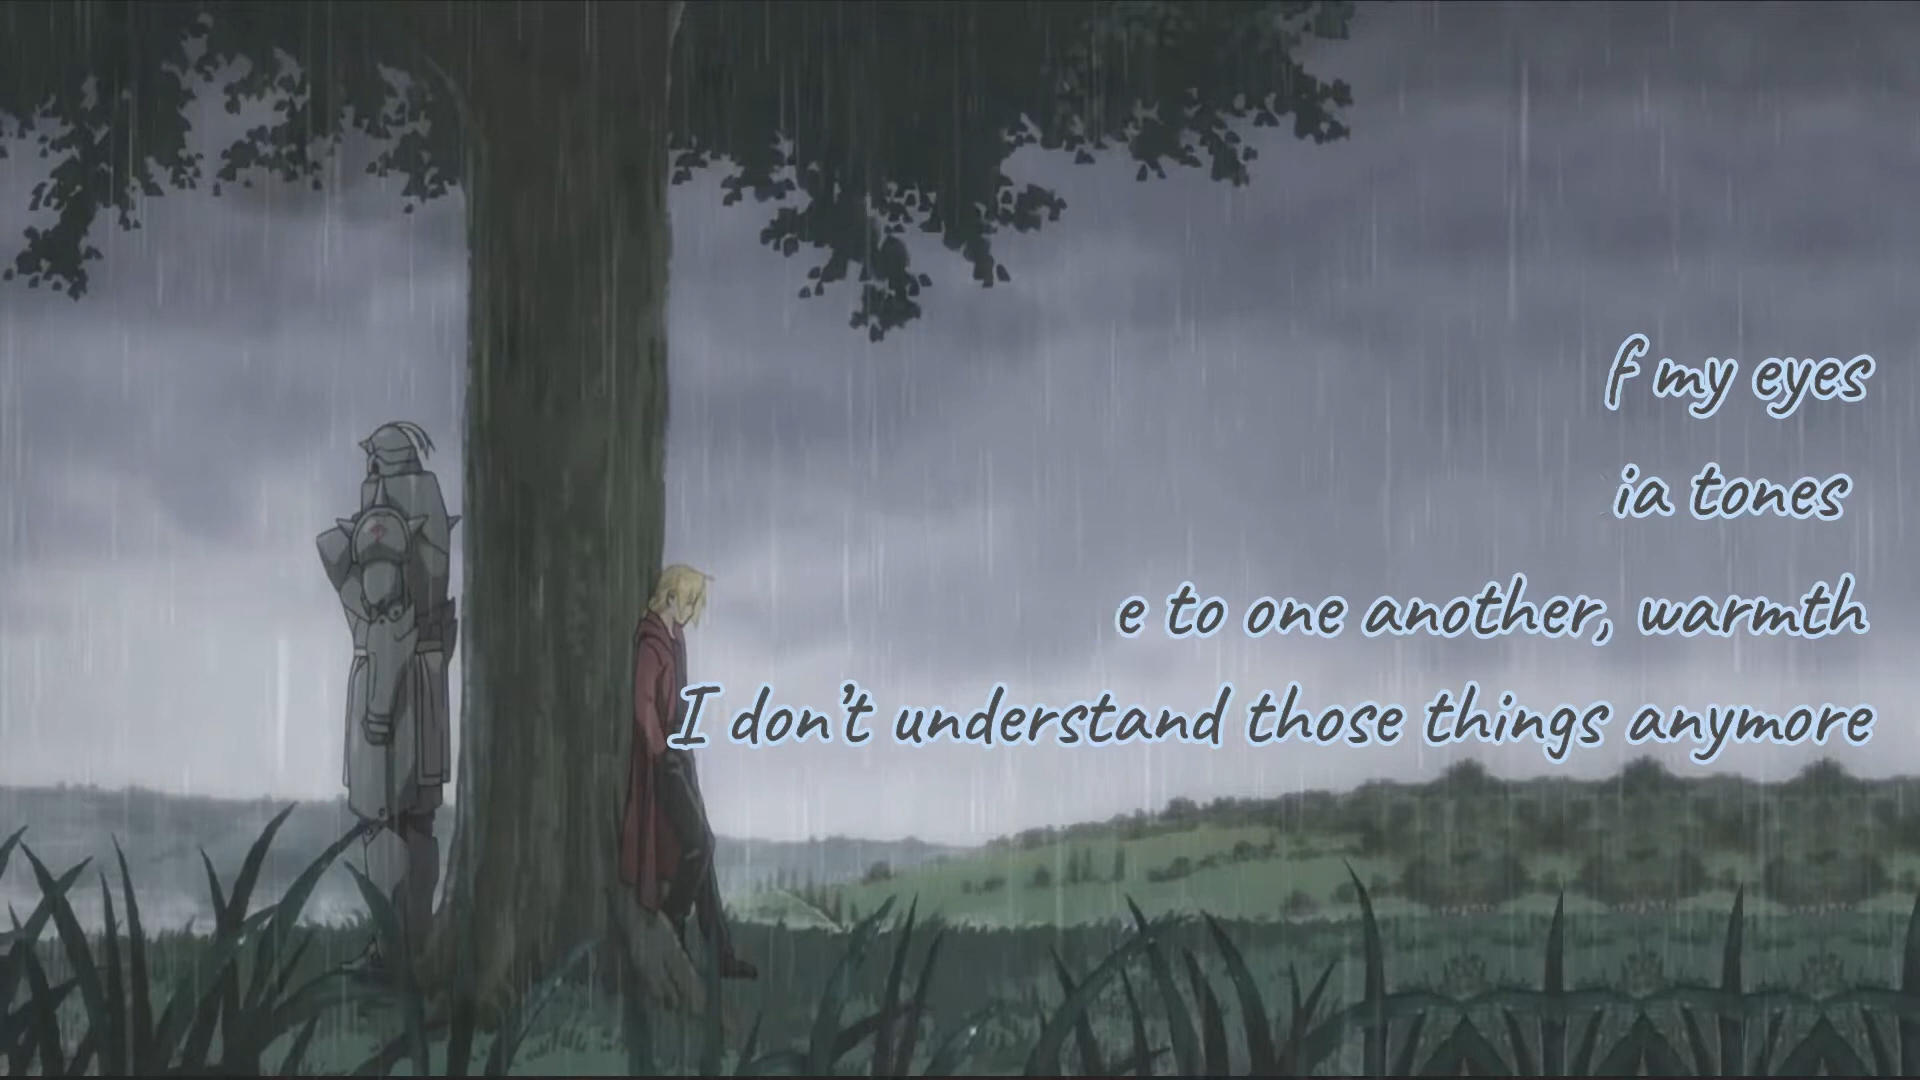 f my eyes
ia tones
e to one another, warmth
I don't understand those things anymore